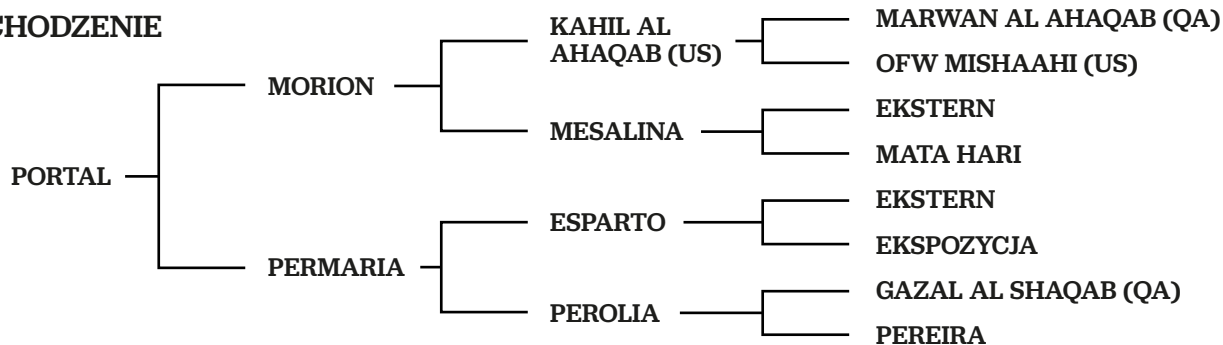 CHODZENIE
PORTAL
MORION
PERMARIA
KAHIL AL
AHAQAB (US)
MESALINA
ESPARTO
PEROLIA
MARWAN AL AHAQAB (QA)
OFW MISHAAHI (US)
EKSTERN
MATA HARI
EKSTERN
EKSPOZYCJA
GAZAL AL SHAQAB (QA)
PEREIRA